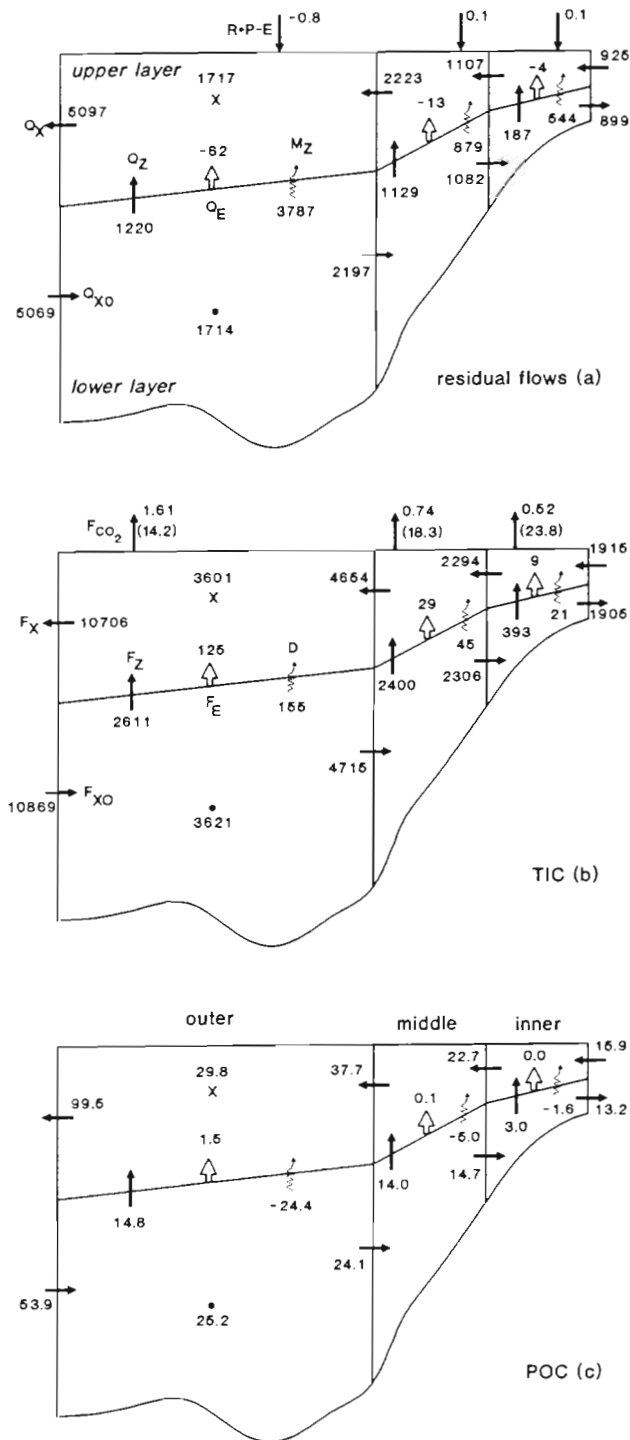 R+P-E -0.8 0.1 0.1
upper layer 1717 2223 1107 -4 925
X -13
5097 544 899
Qx -62 Mz 879 187
Qz 1129 1082
1220 QE 3787
2197
5069 Qxo
1714
lower layer residual flows (a)
FCO2 1.61 (14.2) 0.74 (18.3) 0.52 (23.8)
3601 4654 2294 9 1915
X 29
Fx 10706 393 21 1905
Fz 125 D 45
2611 FE 155 2400 2306
4715
10869 Fxo
3621
TIC (b)
outer middle inner
29.8 37.7 22.7 0.0 15.9
X
99.5 0.1 -1.6 13.2
1.5 -5.0 3.0
14.8 -24.4 14.0 14.7
24.1
53.9
25.2
POC (c)